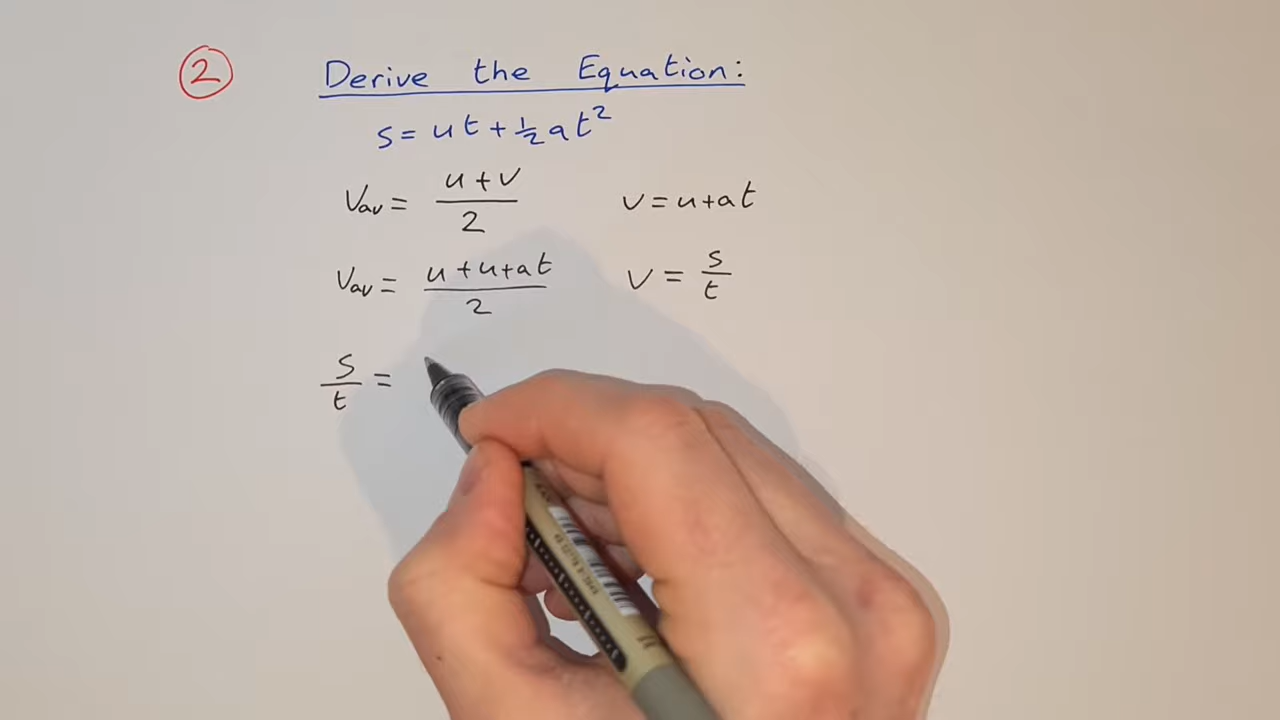 2 Derive the Equation:
s = ut + ½at²
Vav = (u + v)/2 v = u + at
Vav = (u + u + at)/2 v = s/t
s/t =